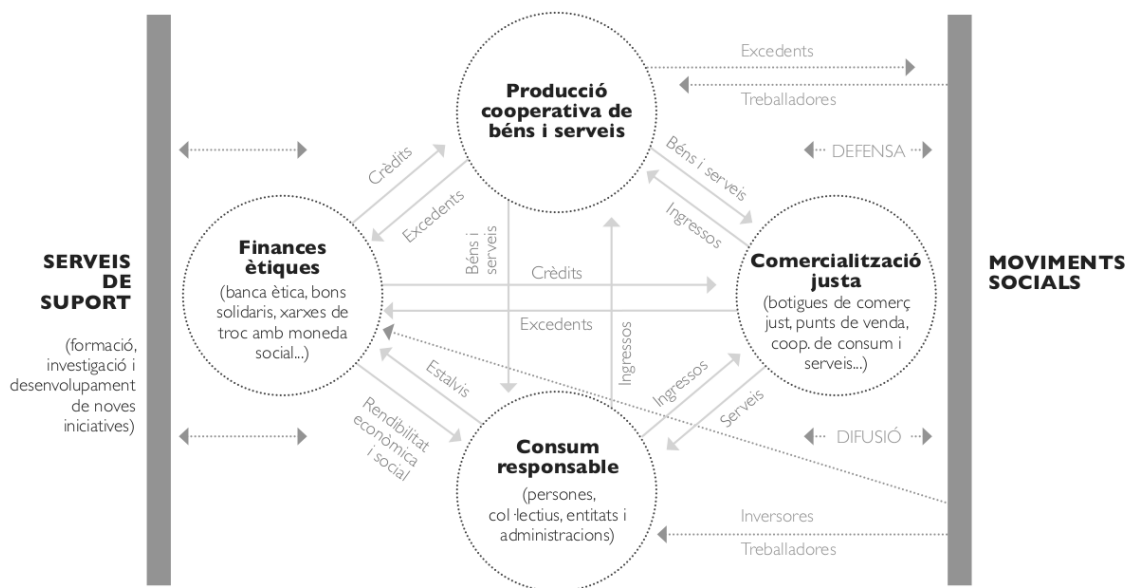 Excedents
Treballadores
Producció
cooperativa de
béns i serveis
DEFENSA
Crèdits
Excedents
Béns i serveis
Ingressos
Béns i
serveis
SERVEIS
DE
SUPORT
(formació,
investigació i
desenvolupament
de noves
iniciatives)
Finances
ètiques
(banca ètica, bons
solidaris, xarxes de
troc amb moneda
social...)
Crèdits
Excedents
Comercialització
justa
(botigues de comerç
just, punts de venda,
coop. de consum i
serveis...)
MOVIMENTS
SOCIALS
Ingressos
Estalvis
Rendibilitat
econòmica
i social
Ingressos
Serveis
DIFUSIÓ
Consum
responsable
(persones,
col·lectius, entitats i
administracions)
Inversores
Treballadores